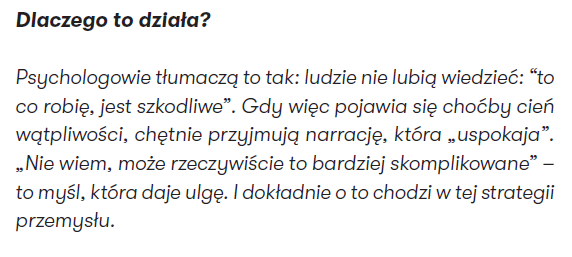 Dlaczego to działa?
Psychologowie tłumaczą to tak: ludzie nie lubią wiedzieć: “to
co robię, jest szkodliwe”. Gdy więc pojawia się choćby cień
wątpliwości, chętnie przyjmują narrację, która „uspokaja”.
„Nie wiem, może rzeczywiście to bardziej skomplikowane” –
to myśl, która daje ulgę. I dokładnie o to chodzi w tej strategii
przemysłu.